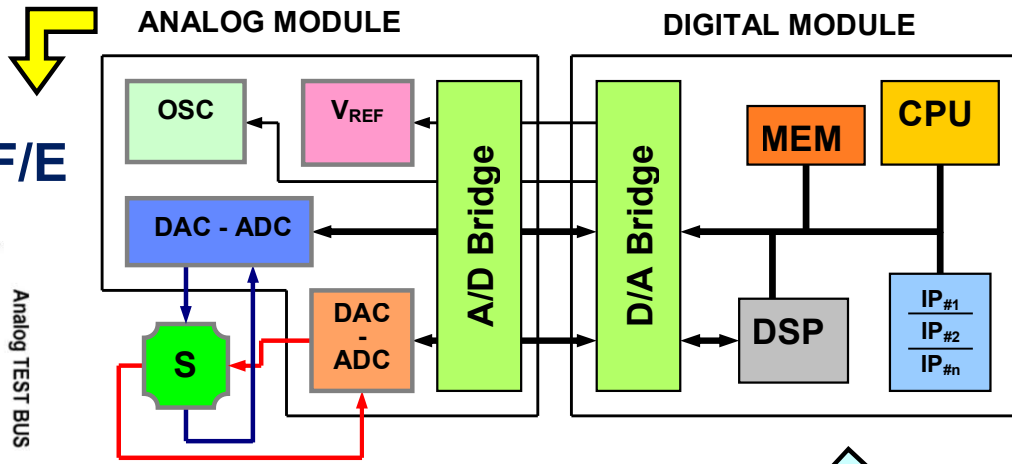 ANALOG MODULE
DIGITAL MODULE
OSC
V_REF
F/E
MEM
CPU
DAC - ADC
A/D Bridge
D/A Bridge
Analog TEST BUS
S
DAC
-
ADC
DSP
IP#1
IP#2
IP#n